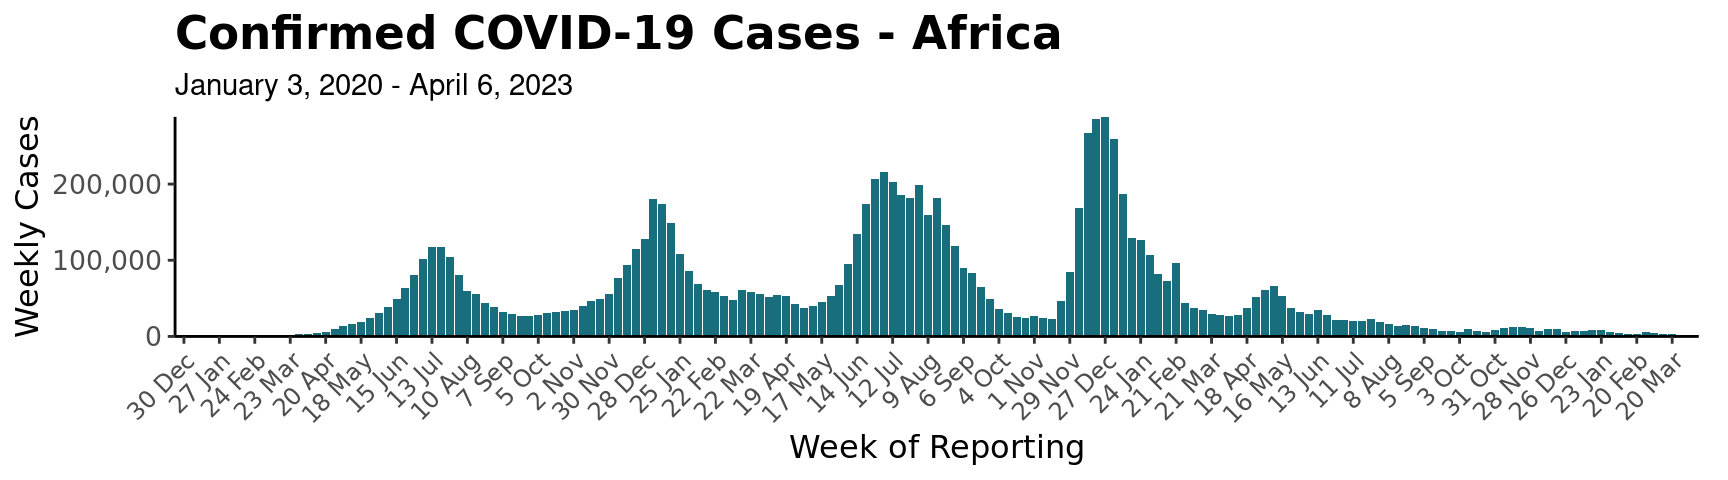 Confirmed COVID-19 Cases - Africa
January 3, 2020 - April 6, 2023
Weekly Cases
200,000
100,000
0
30 Dec
27 Jan
24 Feb
23 Mar
20 Apr
18 May
15 Jun
13 Jul
10 Aug
7 Sep
5 Oct
2 Nov
30 Nov
28 Dec
25 Jan
22 Feb
22 Mar
19 Apr
17 May
14 Jun
12 Jul
9 Aug
6 Sep
4 Oct
1 Nov
29 Nov
27 Dec
24 Jan
21 Feb
21 Mar
18 Apr
16 May
13 Jun
11 Jul
8 Aug
5 Sep
3 Oct
31 Oct
28 Nov
26 Dec
23 Jan
20 Feb
20 Mar
Week of Reporting